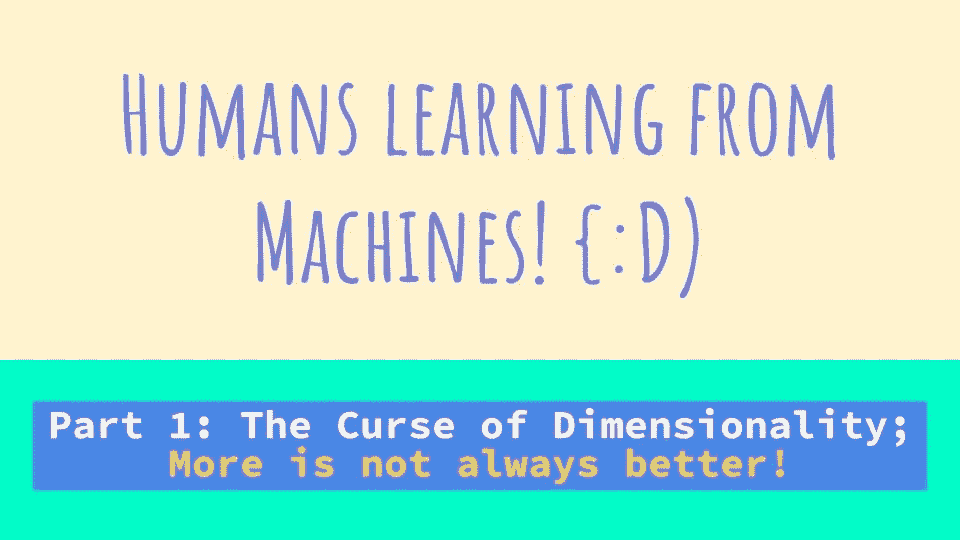 Humans learning from
Machines! {:D)
Part 1: The Curse of Dimensionality;
More is not always better!